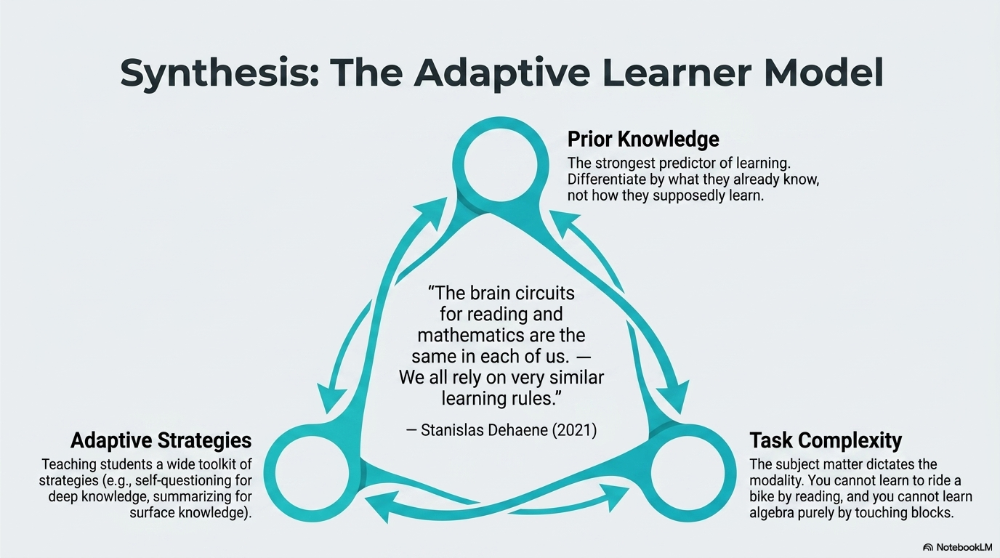 Synthesis: The Adaptive Learner Model
Prior Knowledge
The strongest predictor of learning.
Differentiate by what they already know,
not how they supposedly learn.
“The brain circuits
for reading and
mathematics are the
same in each of us. —
We all rely on very similar
learning rules.”
— Stanislas Dehaene (2021)
Adaptive Strategies
Teaching students a wide toolkit of
strategies (e.g., self-questioning for
deep knowledge, summarizing for
surface knowledge).
Task Complexity
The subject matter dictates the
modality. You cannot learn to ride a
bike by reading, and you cannot learn
algebra purely by touching blocks.
NotebookLM